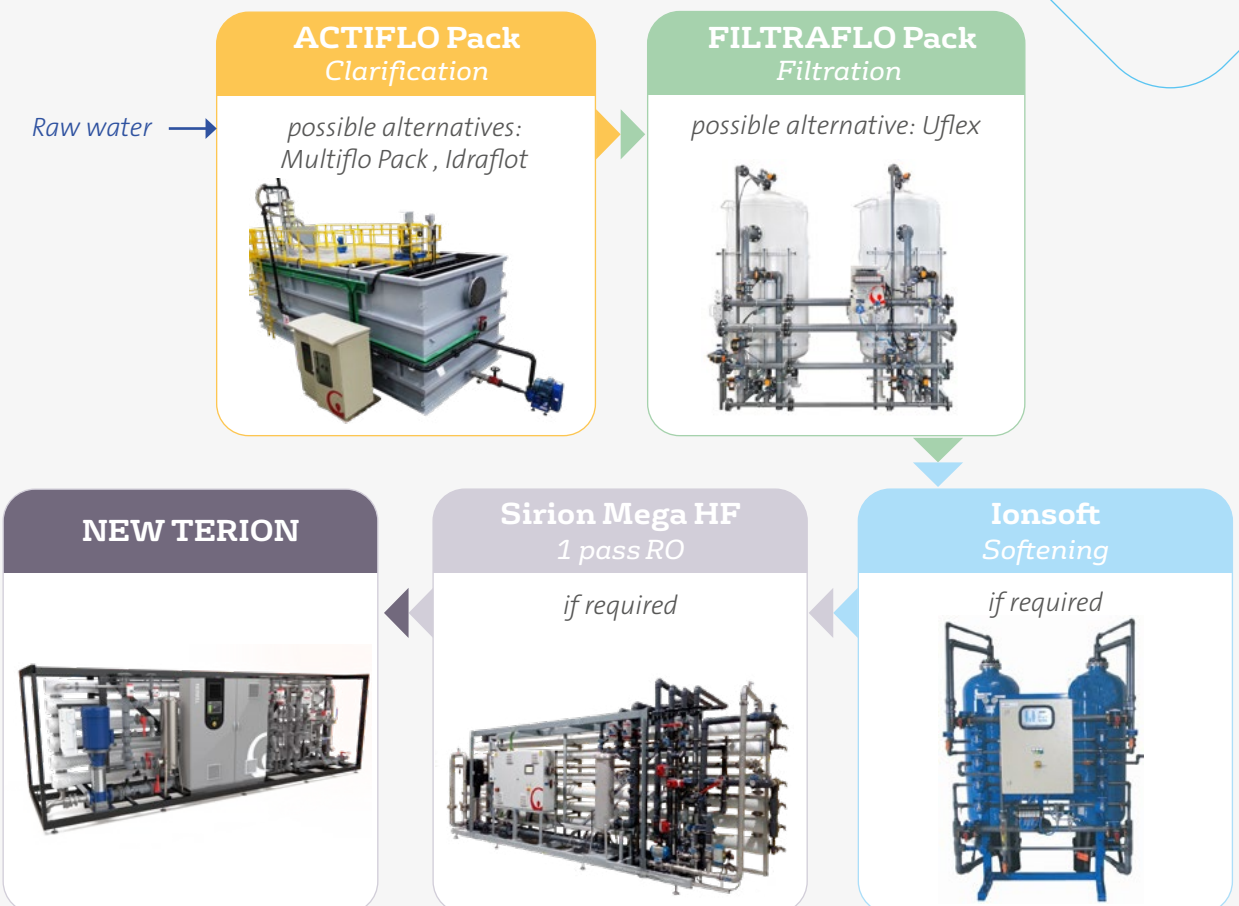 ACTIFLO Pack
Clarification
Raw water
possible alternatives:
Multiflo Pack , Idraflot
FILTRAFLO Pack
Filtration
possible alternative: Uflex
NEW TERION
Sirion Mega HF
1 pass RO
if required
Ionsoft
Softening
if required